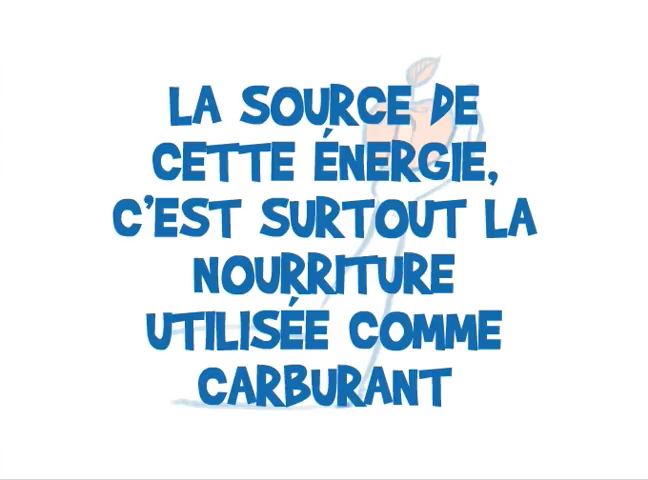 LA SOURCE DE
CETTE ÉNERGIE,
C'EST SURTOUT LA
NOURRITURE
UTILISÉE COMME
CARBURANT